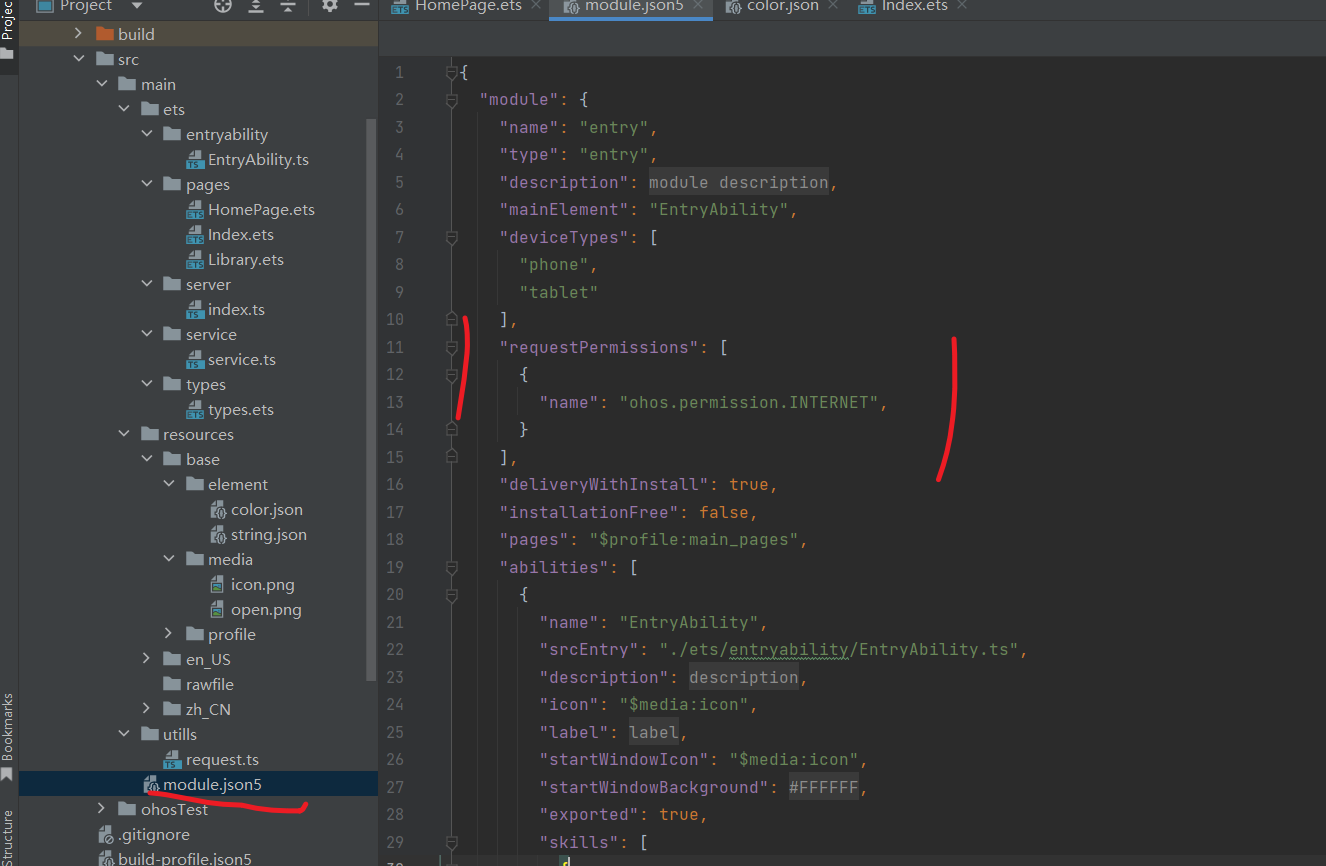 Project
HomePage.ets
module.json5
color.json
Index.ets
build
src
main
ets
entryability
EntryAbility.ts
pages
HomePage.ets
Index.ets
Library.ets
server
index.ts
service
service.ts
types
types.ets
resources
base
element
color.json
string.json
media
icon.png
open.png
profile
en_US
rawfile
zh_CN
utills
request.ts
module.json5
ohosTest
.gitignore
build-profile.json5
Bookmarks
Structure
1 {
2 "module": {
3 "name": "entry",
4 "type": "entry",
5 "description": module description,
6 "mainElement": "EntryAbility",
7 "deviceTypes": [
8 "phone",
9 "tablet"
10 ],
11 "requestPermissions": [
12 {
13 "name": "ohos.permission.INTERNET",
14 }
15 ],
16 "deliveryWithInstall": true,
17 "installationFree": false,
18 "pages": "$profile:main_pages",
19 "abilities": [
20 {
21 "name": "EntryAbility",
22 "srcEntry": "./ets/entryability/EntryAbility.ts",
23 "description": description,
24 "icon": "$media:icon",
25 "label": label,
26 "startWindowIcon": "$media:icon",
27 "startWindowBackground": #FFFFFF,
28 "exported": true,
29 "skills": [